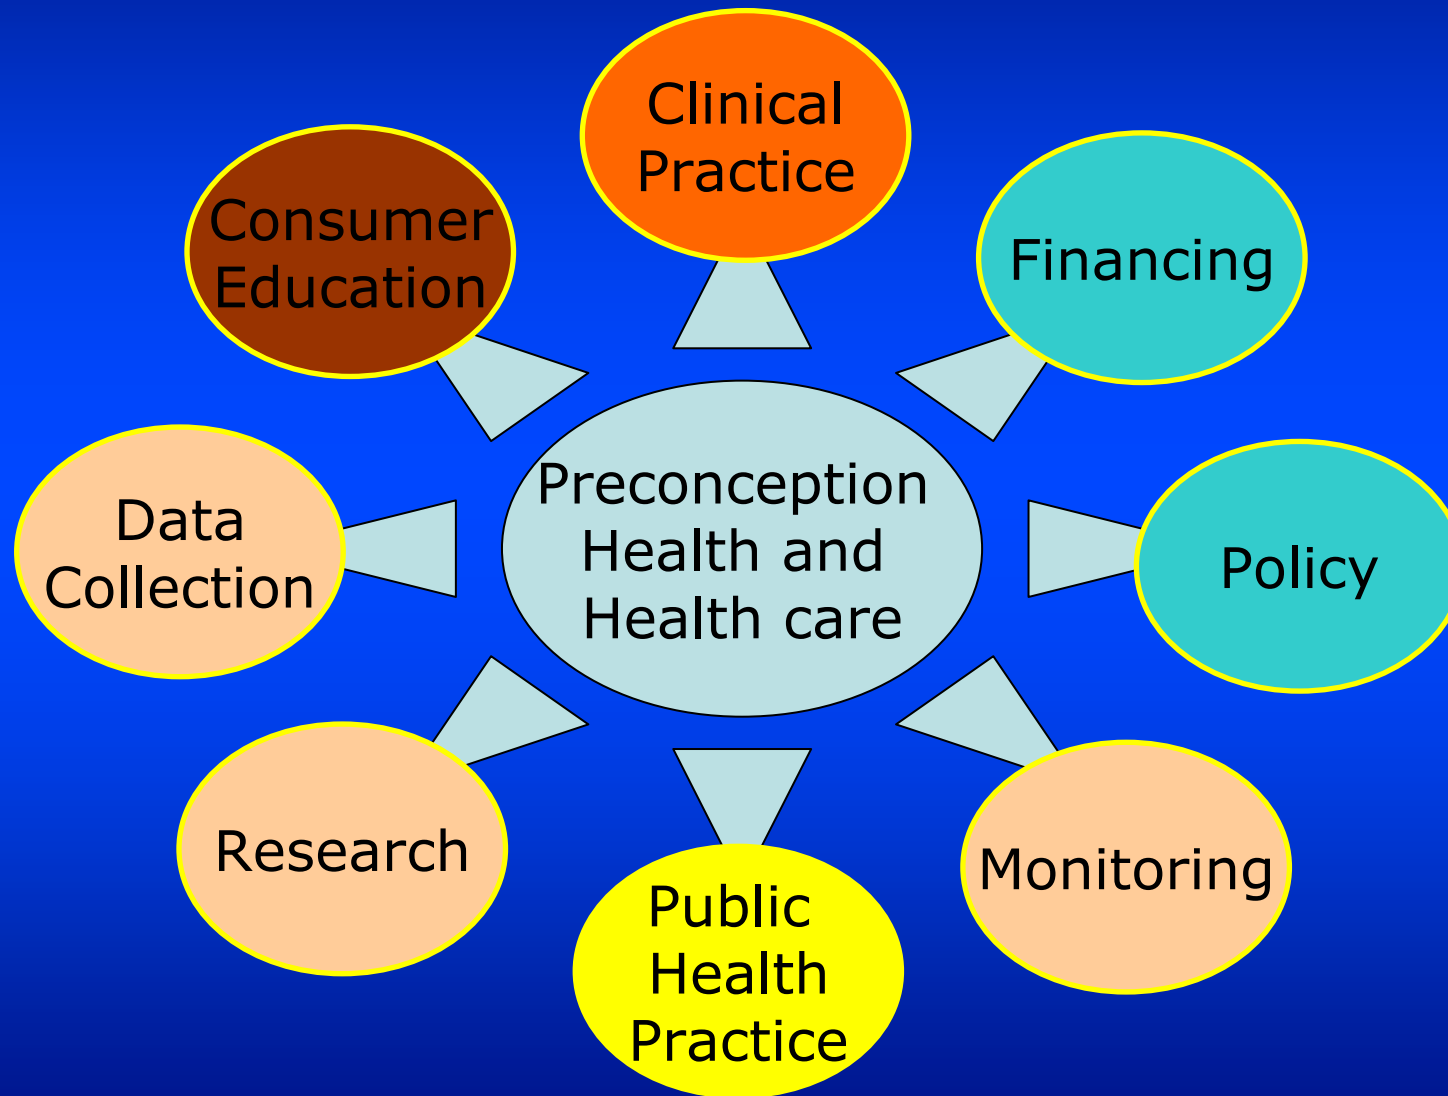 Clinical
Practice
Consumer
Education
Financing
Preconception
Health and
Health care
Data
Collection
Policy
Research
Monitoring
Public
Health
Practice